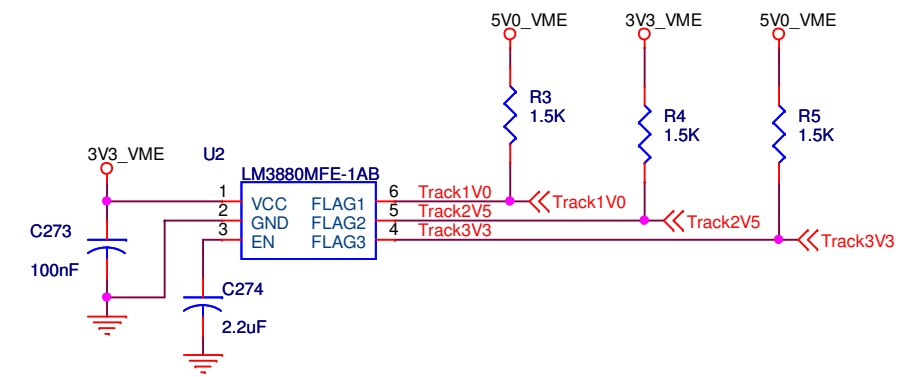 5V0_VME
3V3_VME
5V0_VME
R3
1.5K
R4
1.5K
R5
1.5K
3V3_VME
U2
LM3880MFE-1AB
1
VCC
FLAG1
6
Track1V0
Track1V0
2
GND
FLAG2
5
Track2V5
Track2V5
3
EN
FLAG3
4
Track3V3
Track3V3
C273
100nF
C274
2.2uF